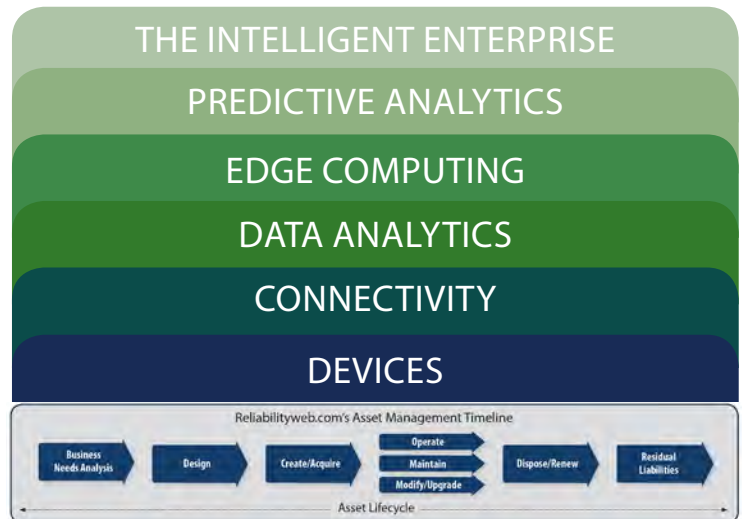 THE INTELLIGENT ENTERPRISE
PREDICTIVE ANALYTICS
EDGE COMPUTING
DATA ANALYTICS
CONNECTIVITY
DEVICES
Reliabilityweb.com's Asset Management Timeline
Business
Needs Analysis
Design
Create/Acquire
Operate
Maintain
Modify/Upgrade
Dispose/Renew
Residual
Liabilities
Asset Lifecycle